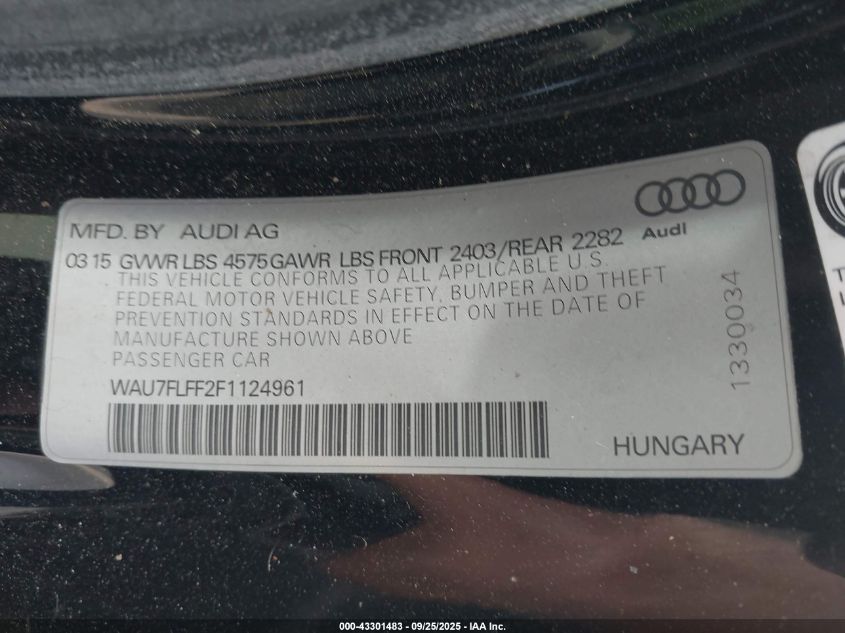 MFD. BY AUDI AG
Audi
03 15 GVWR LBS 4575 GAWR LBS FRONT 2403/REAR 2282
THIS VEHICLE CONFORMS TO ALL APPLICABLE U.S.
FEDERAL MOTOR VEHICLE SAFETY, BUMPER AND THEFT
PREVENTION STANDARDS IN EFFECT ON THE DATE OF
MANUFACTURE SHOWN ABOVE
PASSENGER CAR
WAU7FLFF2F1124961
HUNGARY
1330034
000-43301483 - 09/25/2025 - IAA Inc.